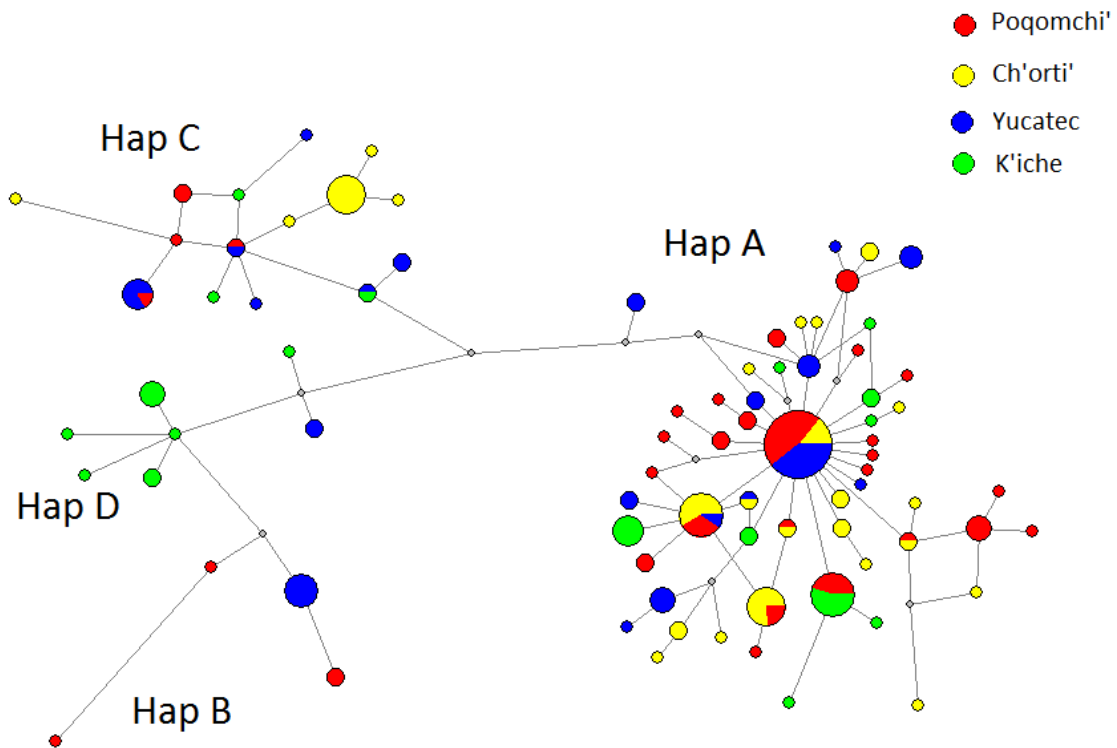 Poqomchi'
Ch'orti'
Yucatec
K'iche
Hap C
Hap A
Hap D
Hap B